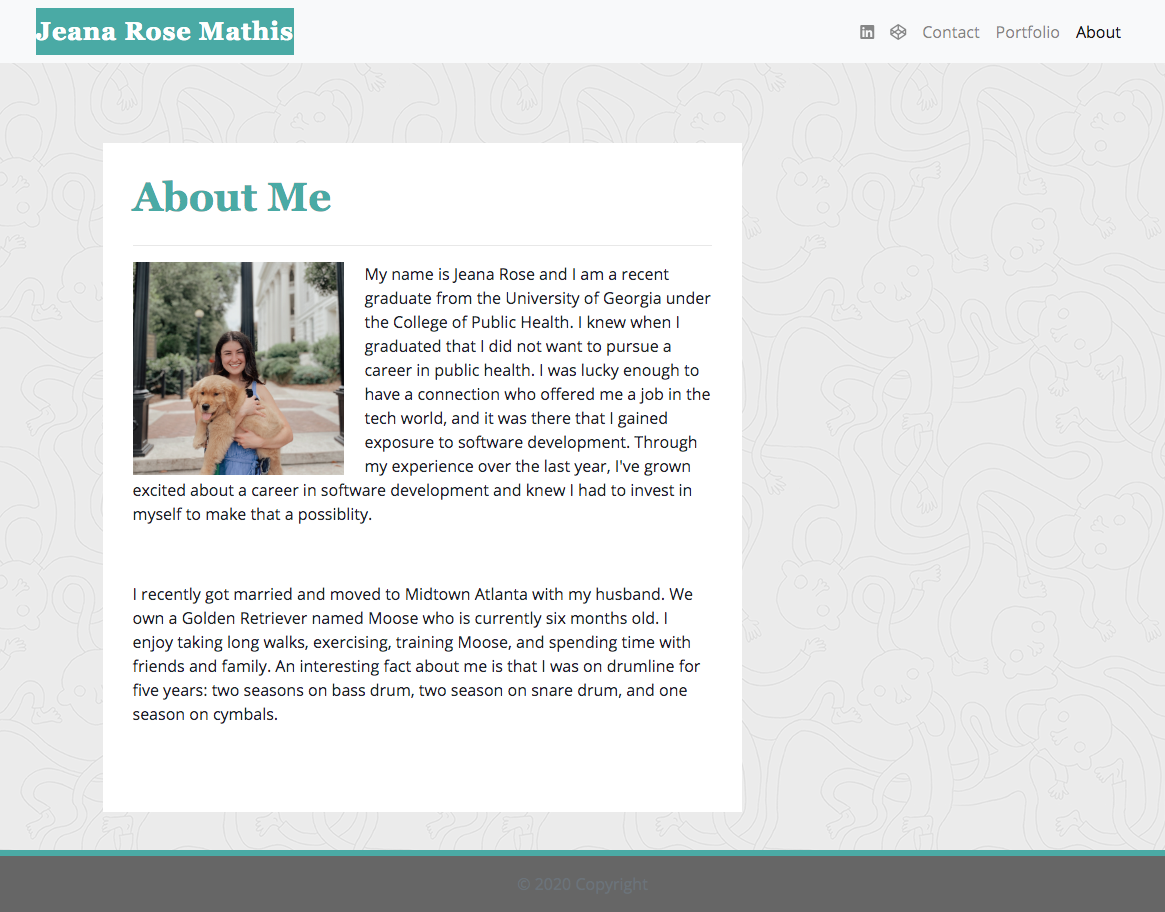 Jeana Rose Mathis
Contact Portfolio About
About Me
My name is Jeana Rose and I am a recent
graduate from the University of Georgia under
the College of Public Health. I knew when I
graduated that I did not want to pursue a
career in public health. I was lucky enough to
have a connection who offered me a job in the
tech world, and it was there that I gained
exposure to software development. Through
my experience over the last year, I've grown
excited about a career in software development and knew I had to invest in
myself to make that a possiblity.
I recently got married and moved to Midtown Atlanta with my husband. We
own a Golden Retriever named Moose who is currently six months old. I
enjoy taking long walks, exercising, training Moose, and spending time with
friends and family. An interesting fact about me is that I was on drumline for
five years: two seasons on bass drum, two season on snare drum, and one
season on cymbals.
© 2020 Copyright